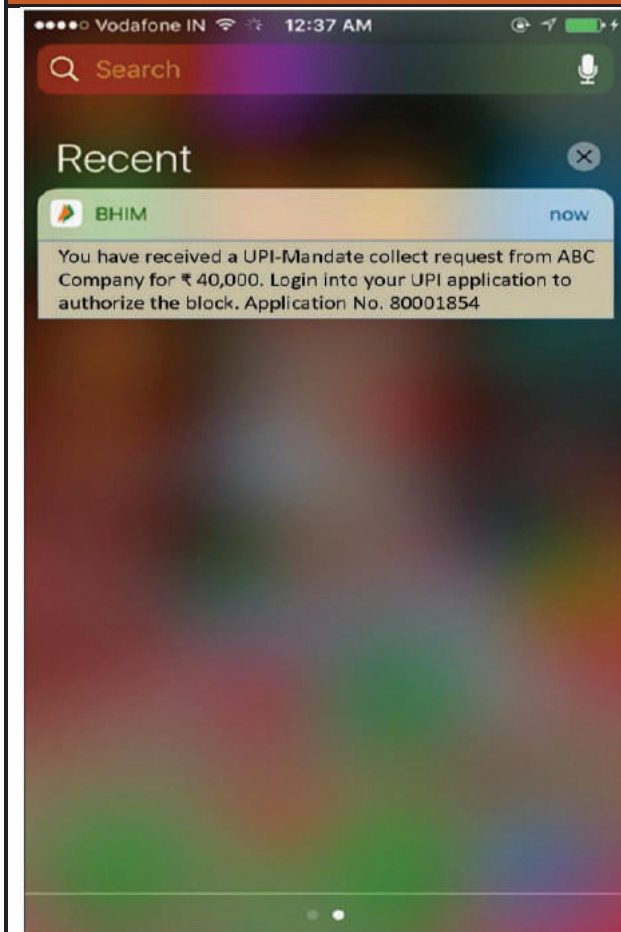 Vodafone IN 12:37 AM
Search
Recent
BHIM now
You have received a UPI-Mandate collect request from ABC
Company for ₹ 40,000. Login into your UPI application to
authorize the block. Application No. 80001854